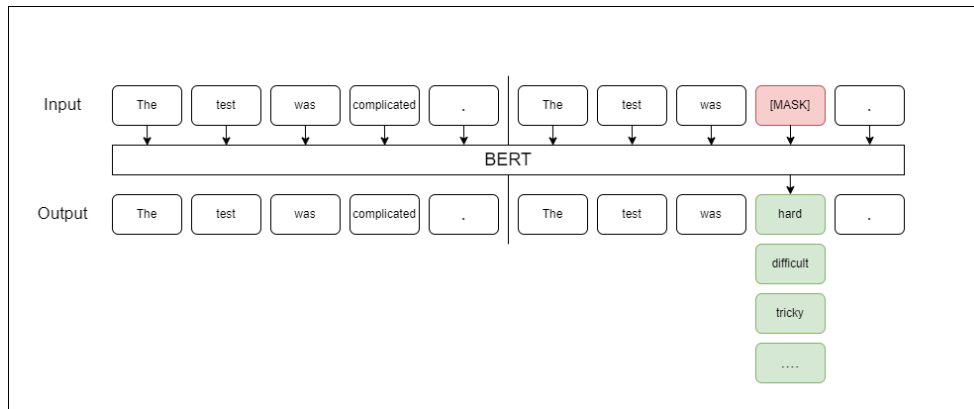 Input The test was complicated . The test was [MASK] .
BERT
Output The test was complicated . The test was hard .
difficult
tricky
....